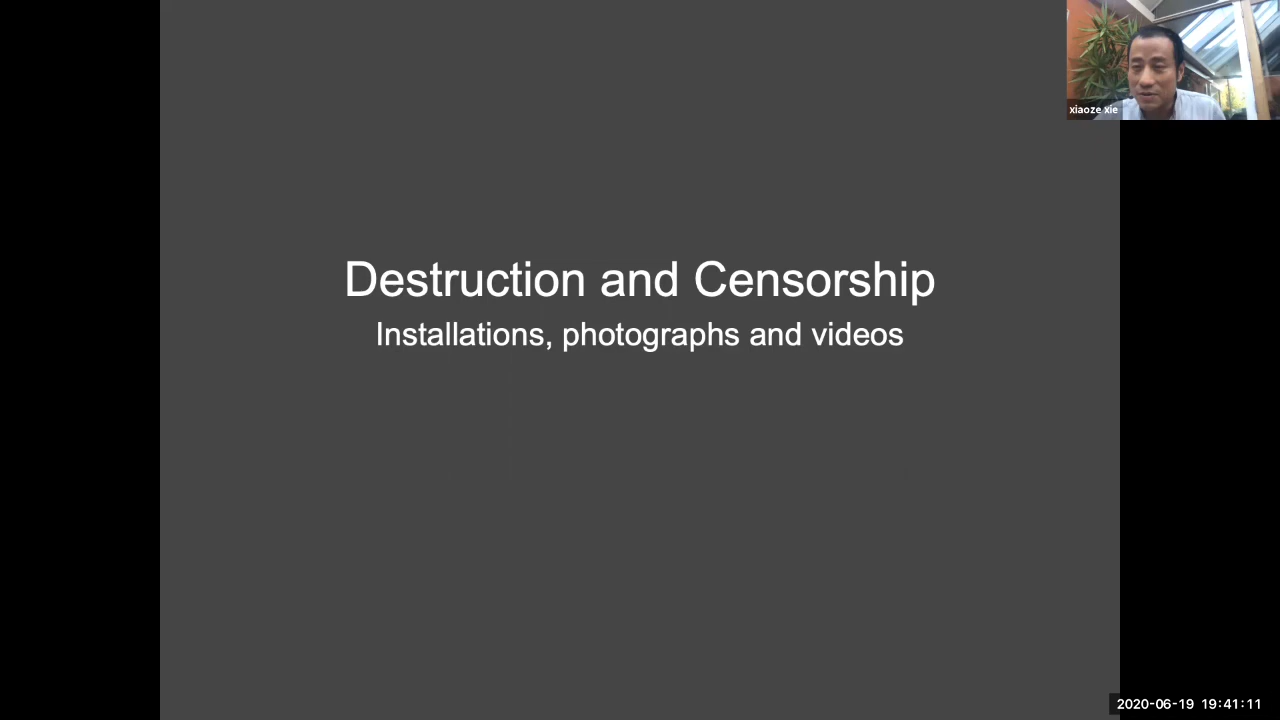 xiaoze xie
Destruction and Censorship
Installations, photographs and videos
2020-06-19 19:41:11